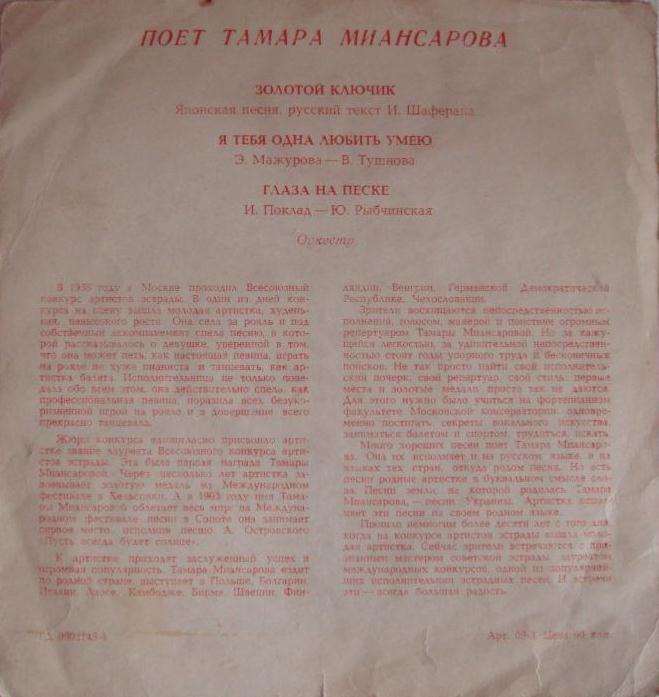 ПОЕТ ТАМАРА МИАНСАРОВА
ЗОЛОТОЙ КЛЮЧИК
Японская песня, русский текст И. Шаферана
Я ТЕБЯ ОДНА ЛЮБИТЬ УМЕЮ
Э. Мажурова — В. Тушнова
ГЛАЗА НА ПЕСКЕ
И. Поклад — Ю. Рыбчинская
Оркестр
В 1958 году в Москве проходил Всесоюзный
конкурс артистов эстрады. В один из дней кон-
курса на сцену вышла молодая артистка, худень-
кая, невысокого роста. Она села за рояль и под
собственный аккомпанемент спела песню, в кото-
рой рассказывалось о девушке, уверенной в том,
что она может петь, как настоящая певица, играть
на рояле не хуже пианиста и танцевать, как ар-
тистка балета. Исполнительница не только пове-
дала обо всем этом, она действительно спела, как
профессиональная певица, поразила всех безуко-
ризненной игрой на рояле и в довершение всего
прекрасно танцевала.
Жюри конкурса единогласно присвоило арти-
стке звание лауреата Всесоюзного конкурса арти-
стов эстрады. Это была первая награда Тамары
Миансаровой. Через несколько лет артистка за-
воевывает золотую медаль на Международном
фестивале в Хельсинки. А в 1963 году имя Тама-
ры Миансаровой облетает весь мир: на Междуна-
родном фестивале песни в Сопоте она занимает
первое место, исполнив песню А. Островского
«Пусть всегда будет солнце».
К артистке приходят заслуженный успех и
огромная популярность. Тамара Миансарова ездит
по родной стране, выступает в Польше, Болгарии,
Италии, Лаосе, Камбодже, Бирме, Швеции, Фин-
ляндии, Венгрии, Германской Демократической
Республике, Чехословакии.
Зрители восхищаются непосредственностью ис-
полнения, голосом, манерой и поистине огромным
репертуаром Тамары Миансаровой. Но за кажу-
щейся легкостью, за удивительной непосредствен-
ностью стоят годы упорного труда и бесконечных
поисков. Не так просто найти свой исполнитель-
ский почерк, свой репертуар, свой стиль, первые
места и золотые медали просто так не даются.
Для этого нужно было учиться на фортепианном
факультете Московской консерватории, одновре-
менно постигать секреты вокального искусства,
заниматься балетом и спортом, трудиться, искать.
Много хороших песен поет Тамара Миансаро-
ва. Она их исполняет и на русском языке, и на
языках тех стран, откуда родом песня. Но есть
песни родные артистке в буквальном смысле сло-
ва. Песни земли, на которой родилась Тамара
Миансарова, — песни Украины. Артистка испол-
няет эти песни на своем родном языке.
Прошло немногим более десяти лет с того дня,
когда на конкурсе артистов эстрады вышла моло-
дая артистка. Сейчас зрители встречаются с при-
знанным мастером советской эстрады, лауреатом
международных конкурсов, одной из популярней-
ших исполнительниц эстрадных песен. И встречи
эти — всегда большая радость.
Арт. 09-3 Цена 60 коп.